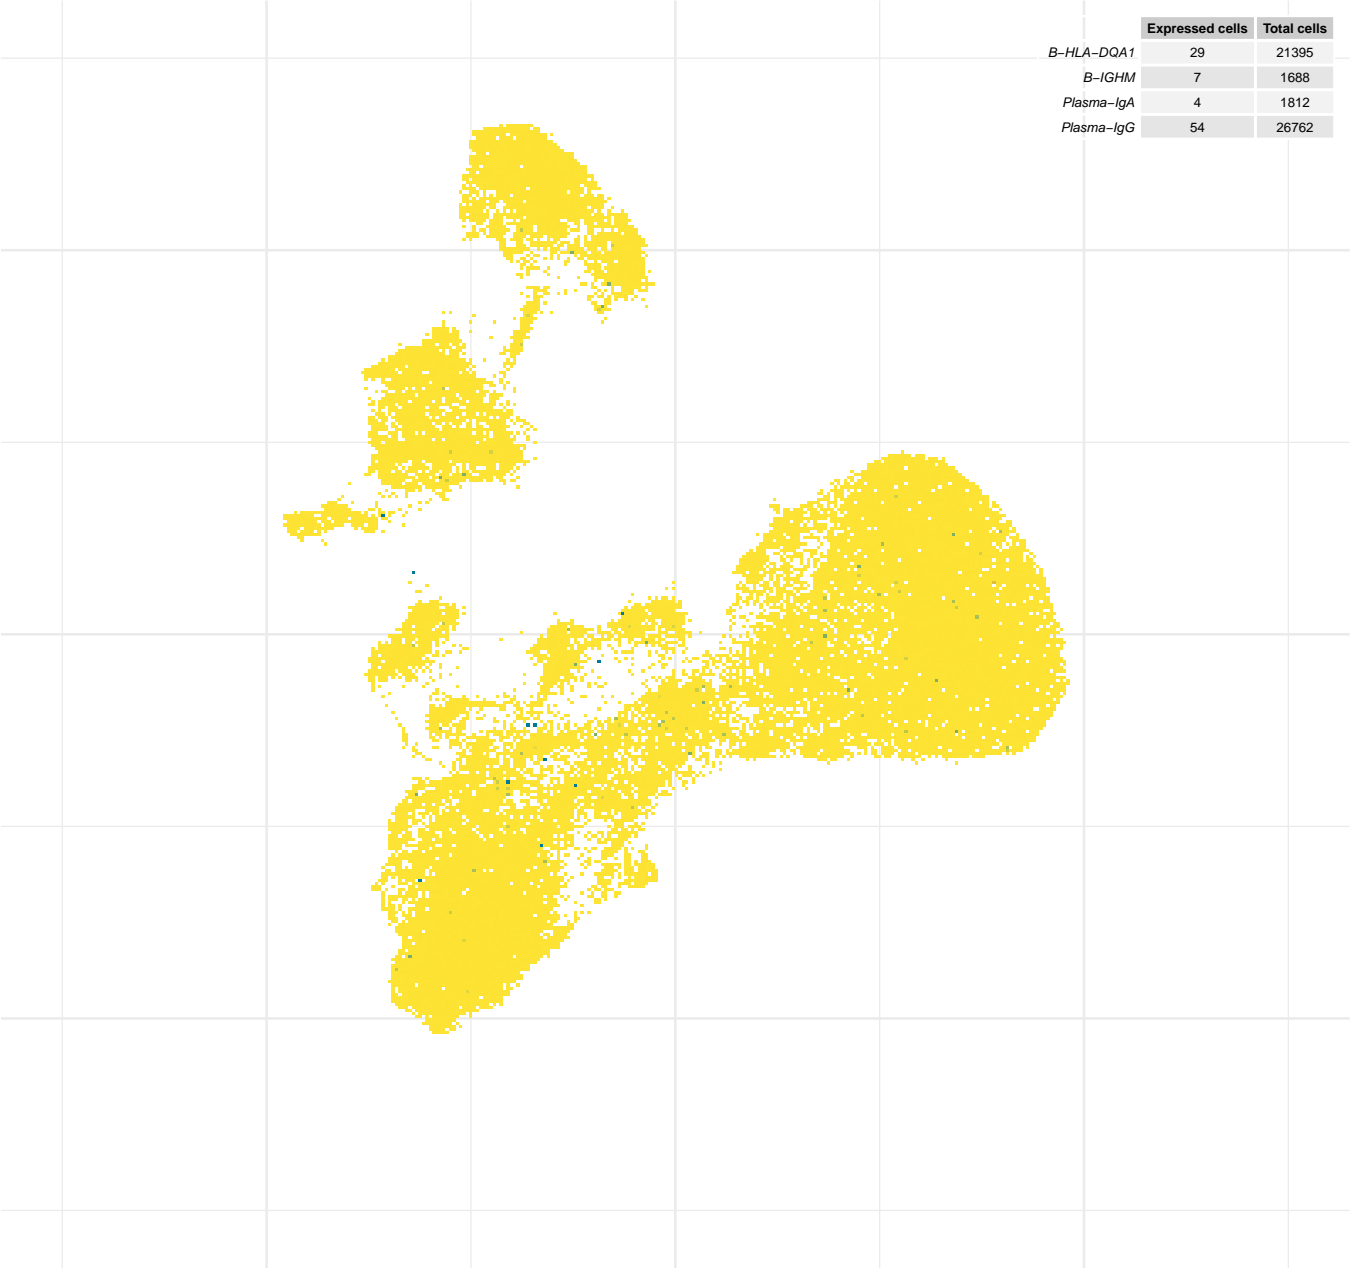 Expressed cells Total cells
B−HLA−DQA1 29 21395
B−IGHM 7 1688
Plasma−IgA 4 1812
Plasma−IgG 54 26762